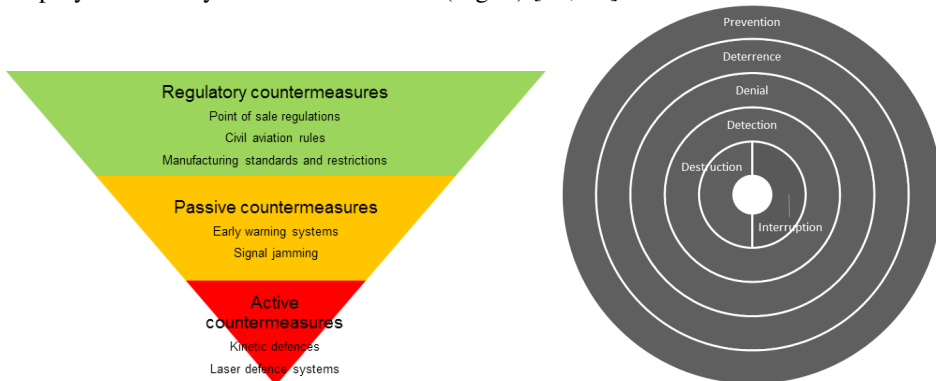 Regulatory countermeasures
Point of sale regulations
Civil aviation rules
Manufacturing standards and restrictions
Passive countermeasures
Early warning systems
Signal jamming
Active
countermeasures
Kinetic defences
Laser defence systems
Prevention
Deterrence
Denial
Detection
Destruction
Interruption